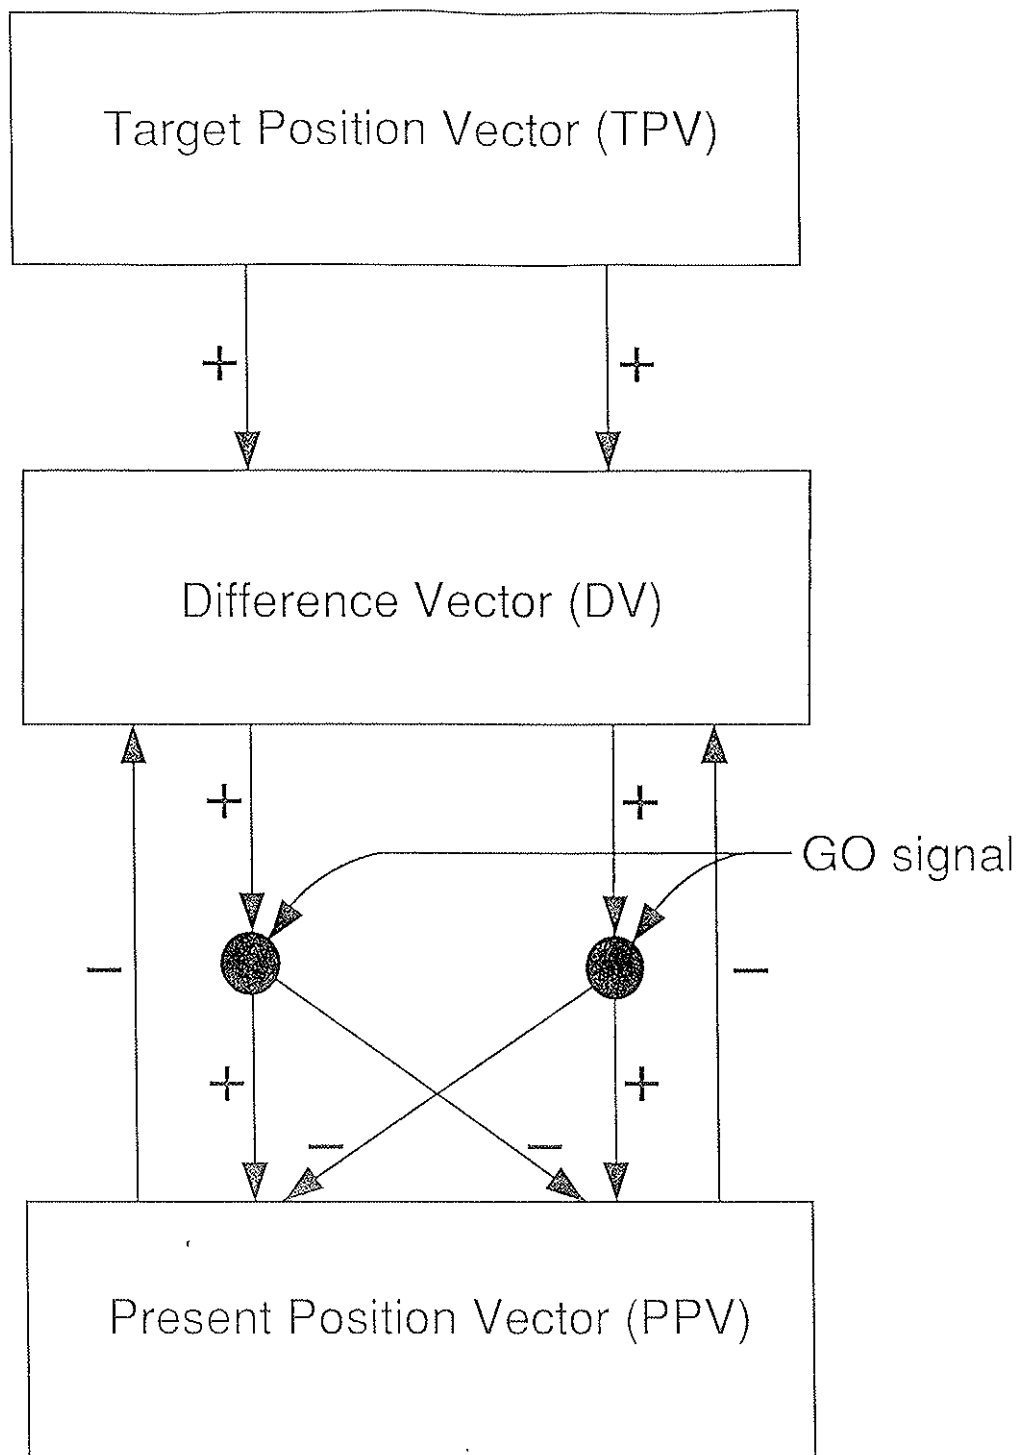 Target Position Vector (TPV)
+ +
Difference Vector (DV)
+ +
GO signal
− −
+ +
− −
Present Position Vector (PPV)